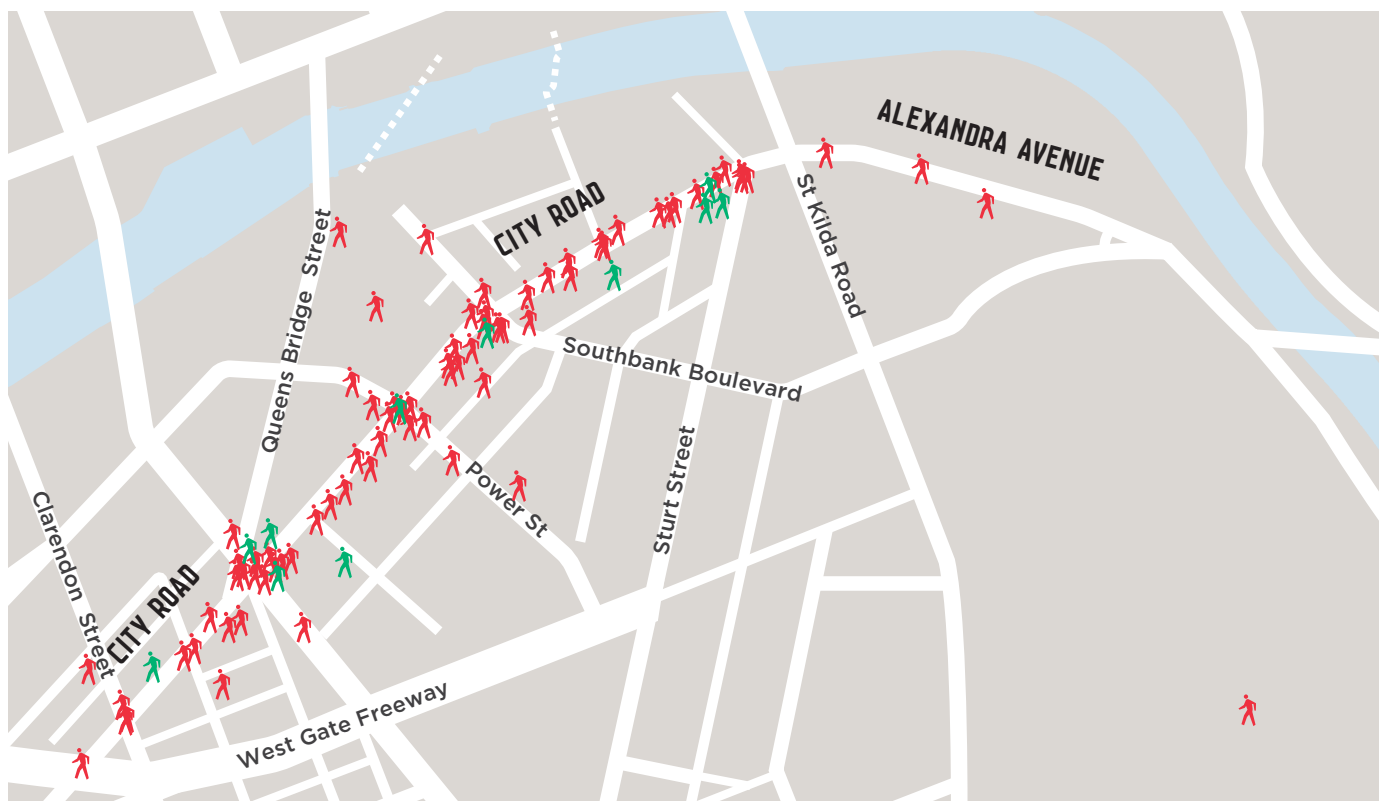 ALEXANDRA AVENUE
CITY ROAD
St Kilda Road
Queens Bridge Street
Southbank Boulevard
Sturt Street
Power St
Clarendon Street
CITY ROAD
West Gate Freeway